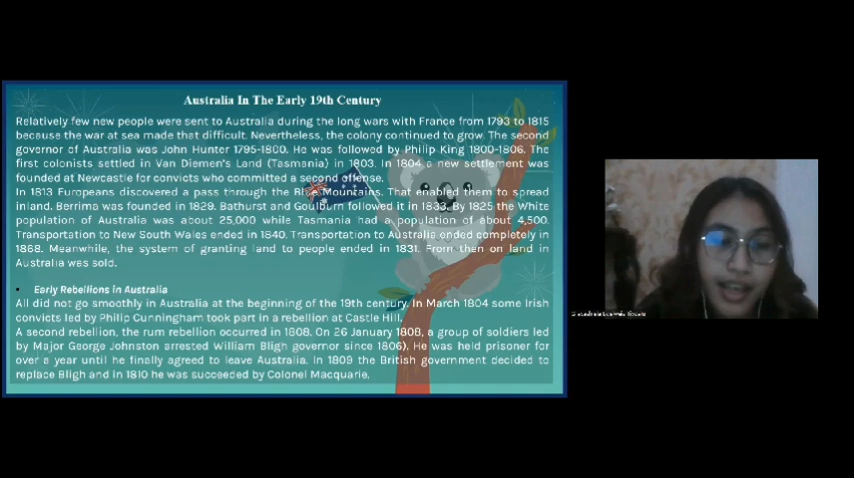 Australia In The Early 19th Century
Relatively few new people were sent to Australia during the long wars with France from 1793 to 1815
because the war at sea made that difficult. Nevertheless, the colony continued to grow. The second
governor of Australia was John Hunter 1795-1800. He was followed by Philip King 1800-1806. The
first colonists settled in Van Diemen's Land (Tasmania) in 1803. In 1804 a new settlement was
founded at Newcastle for convicts who committed a second offense.
In 1813 Europeans discovered a pass through the Blue Mountains. That enabled them to spread
inland. Berrima was founded in 1829. Bathurst and Goulburn followed it in 1833. By 1825 the White
population of Australia was about 25,000 while Tasmania had a population of about 4,500.
Transportation to New South Wales ended in 1840. Transportation to Australia ended completely in
1868. Meanwhile, the system of granting land to people ended in 1831. From then on land in
Australia was sold.
• Early Rebellions in Australia
All did not go smoothly in Australia at the beginning of the 19th century. In March 1804 some Irish
convicts led by Philip Cunningham took part in a rebellion at Castle Hill.
A second rebellion, the rum rebellion occurred in 1808. On 26 January 1808, a group of soldiers led
by Major George Johnston arrested William Bligh governor since 1806). He was held prisoner for
over a year until he finally agreed to leave Australia. In 1809 the British government decided to
replace Bligh and in 1810 he was succeeded by Colonel Macquarie.